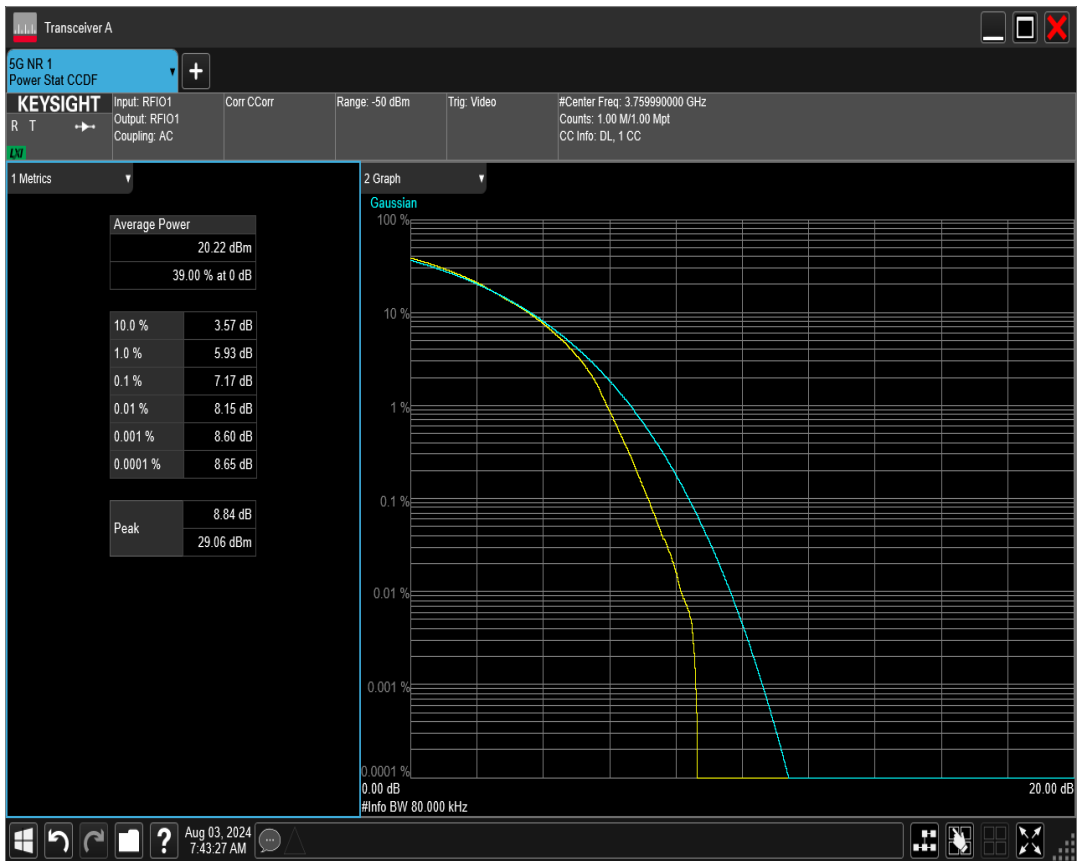 Transceiver A
5G NR 1
Power Stat CCDF
KEYSIGHT
R T
LXI
Input: RFIO1
Output: RFIO1
Coupling: AC
Corr CCorr
Range: -50 dBm
Trig: Video
#Center Freq: 3.759990000 GHz
Counts: 1.00 M/1.00 Mpt
CC Info: DL, 1 CC
1 Metrics
Average Power
20.22 dBm
39.00 % at 0 dB
10.0 % 3.57 dB
1.0 % 5.93 dB
0.1 % 7.17 dB
0.01 % 8.15 dB
0.001 % 8.60 dB
0.0001 % 8.65 dB
Peak
8.84 dB
29.06 dBm
2 Graph
Gaussian
100 %
10 %
1 %
0.1 %
0.01 %
0.001 %
0.0001 %
0.00 dB 20.00 dB
#Info BW 80.000 kHz
?
Aug 03, 2024
7:43:27 AM